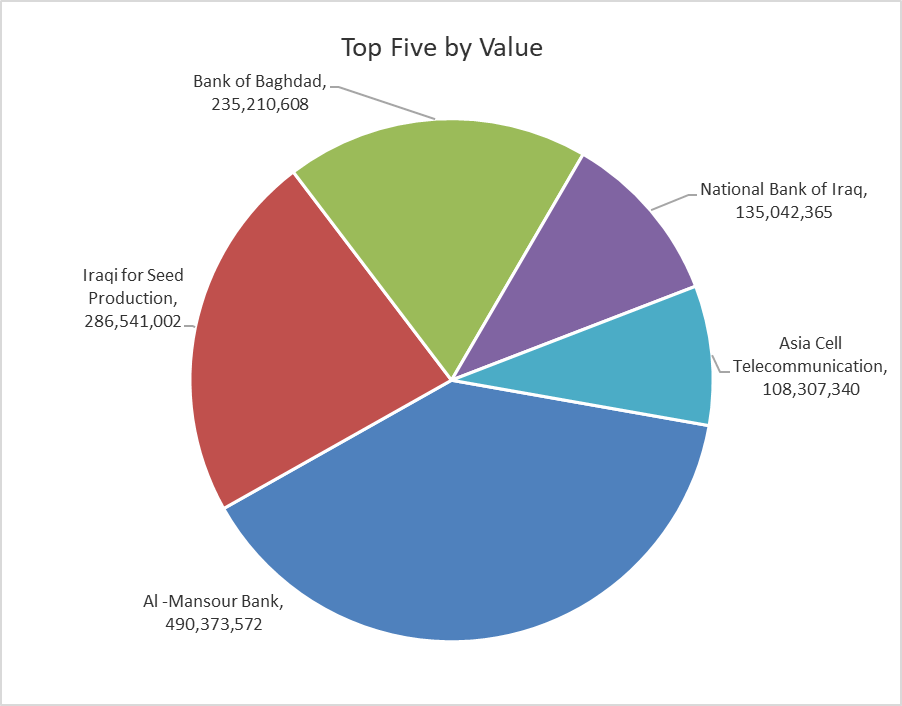 Top Five by Value
Bank of Baghdad,
235,210,608
National Bank of Iraq,
135,042,365
Iraqi for Seed
Production,
286,541,002
Asia Cell
Telecommunication,
108,307,340
Al -Mansour Bank,
490,373,572